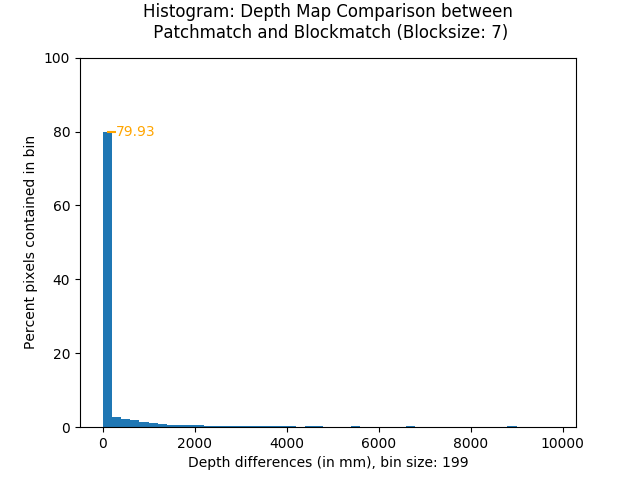 Histogram: Depth Map Comparison between
Patchmatch and Blockmatch (Blocksize: 7)
100
80
60
40
20
0
Percent pixels contained in bin
79.93
0 2000 4000 6000 8000 10000
Depth differences (in mm), bin size: 199